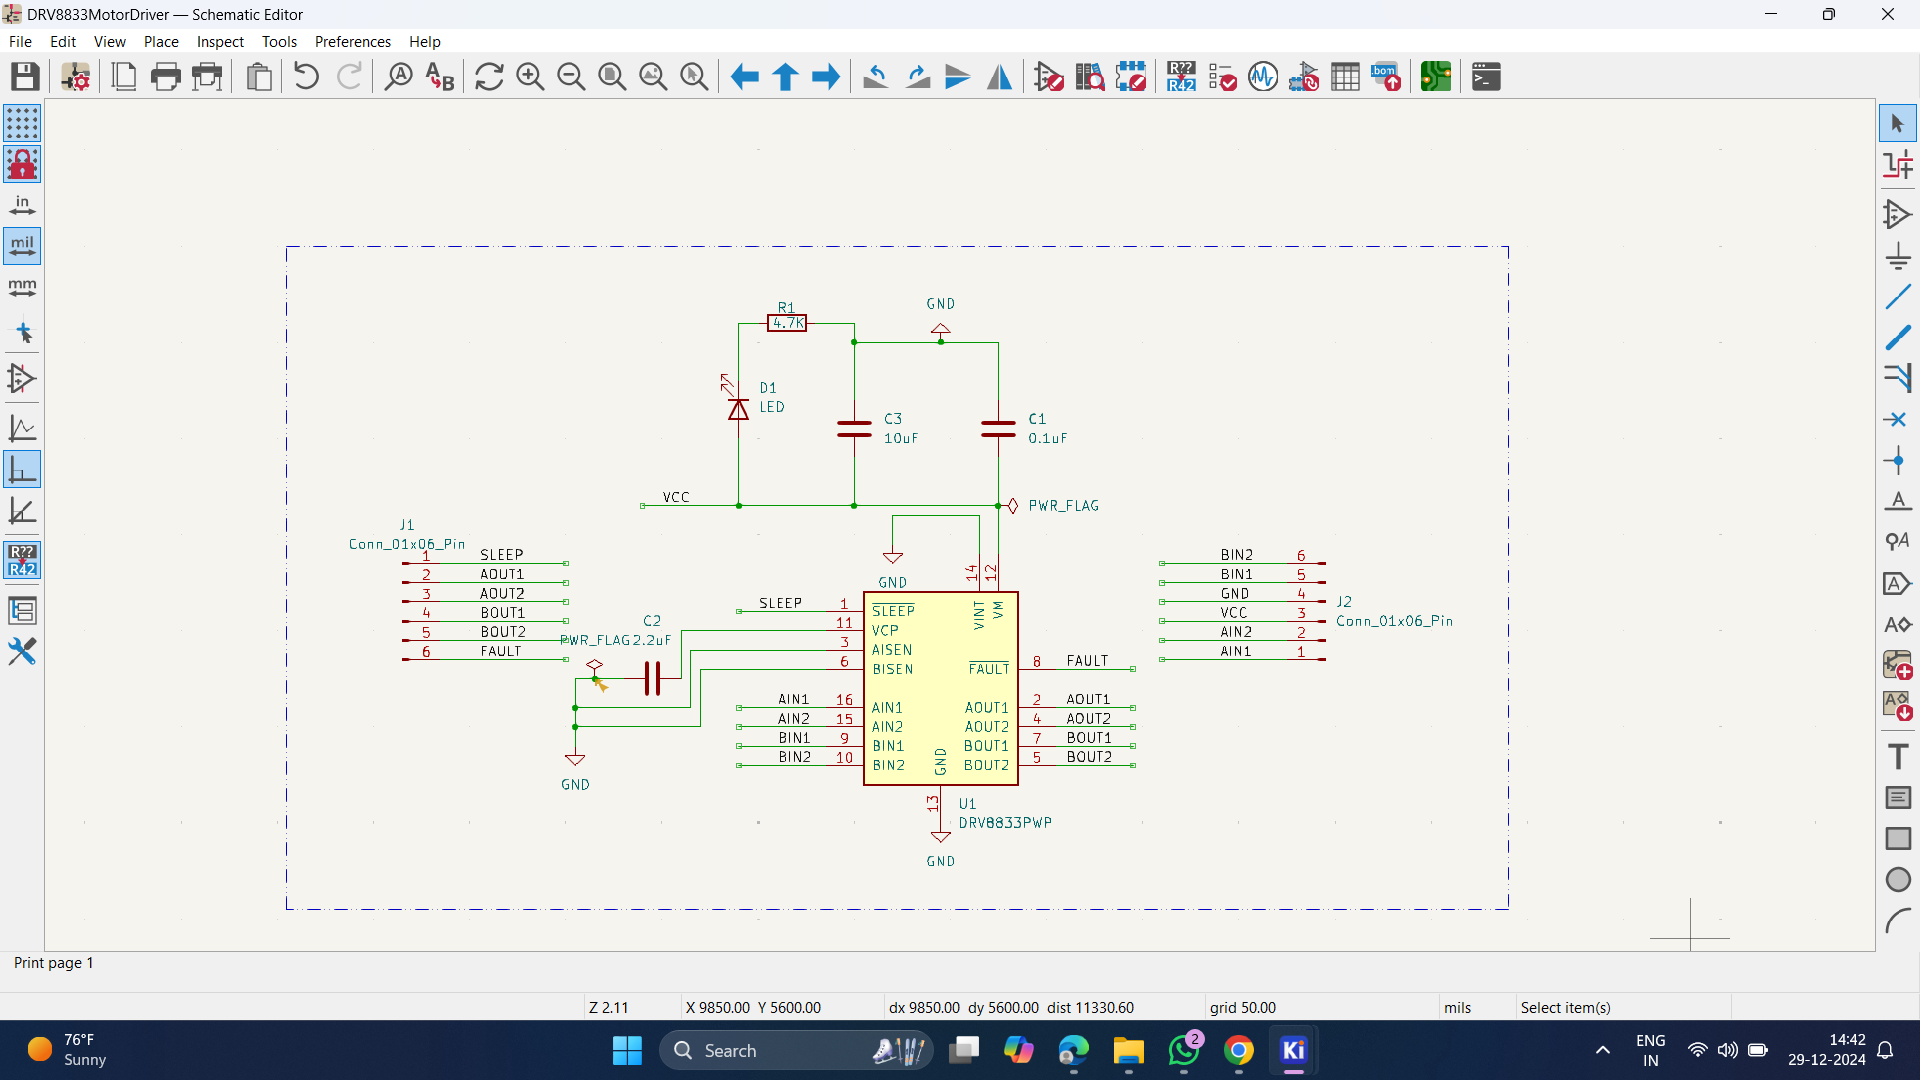 DRV8833MotorDriver — Schematic Editor
File Edit View Place Inspect Tools Preferences Help
R??
R42
.bom
in
mil
mm
R??
R42
GND
R1
4.7K
D1
LED
C3
10uF
C1
0.1uF
VCC
PWR_FLAG
J1
Conn_01x06_Pin
1 SLEEP
2 AOUT1
3 AOUT2
4 BOUT1
5 BOUT2
6 FAULT
GND
14
12
SLEEP 1 SLEEP
11 VCP
3 AISEN
6 BISEN
VINT
VM
C2
PWR_FLAG 2.2uF
GND
AIN1 16 AIN1
AIN2 15 AIN2
BIN1 9 BIN1
BIN2 10 BIN2
FAULT 8 FAULT
AOUT1 2 AOUT1
AOUT2 4 AOUT2
BOUT1 7 BOUT1
BOUT2 5 BOUT2
GND
13
U1
DRV8833PWP
GND
BIN2 6
BIN1 5
GND 4
VCC 3
AIN2 2
AIN1 1
J2
Conn_01x06_Pin
Print page 1
Z 2.11 X 9850.00 Y 5600.00 dx 9850.00 dy 5600.00 dist 11330.60 grid 50.00 mils Select item(s)
76°F
Sunny
Search
2
Ki
ENG
IN
14:42
29-12-2024